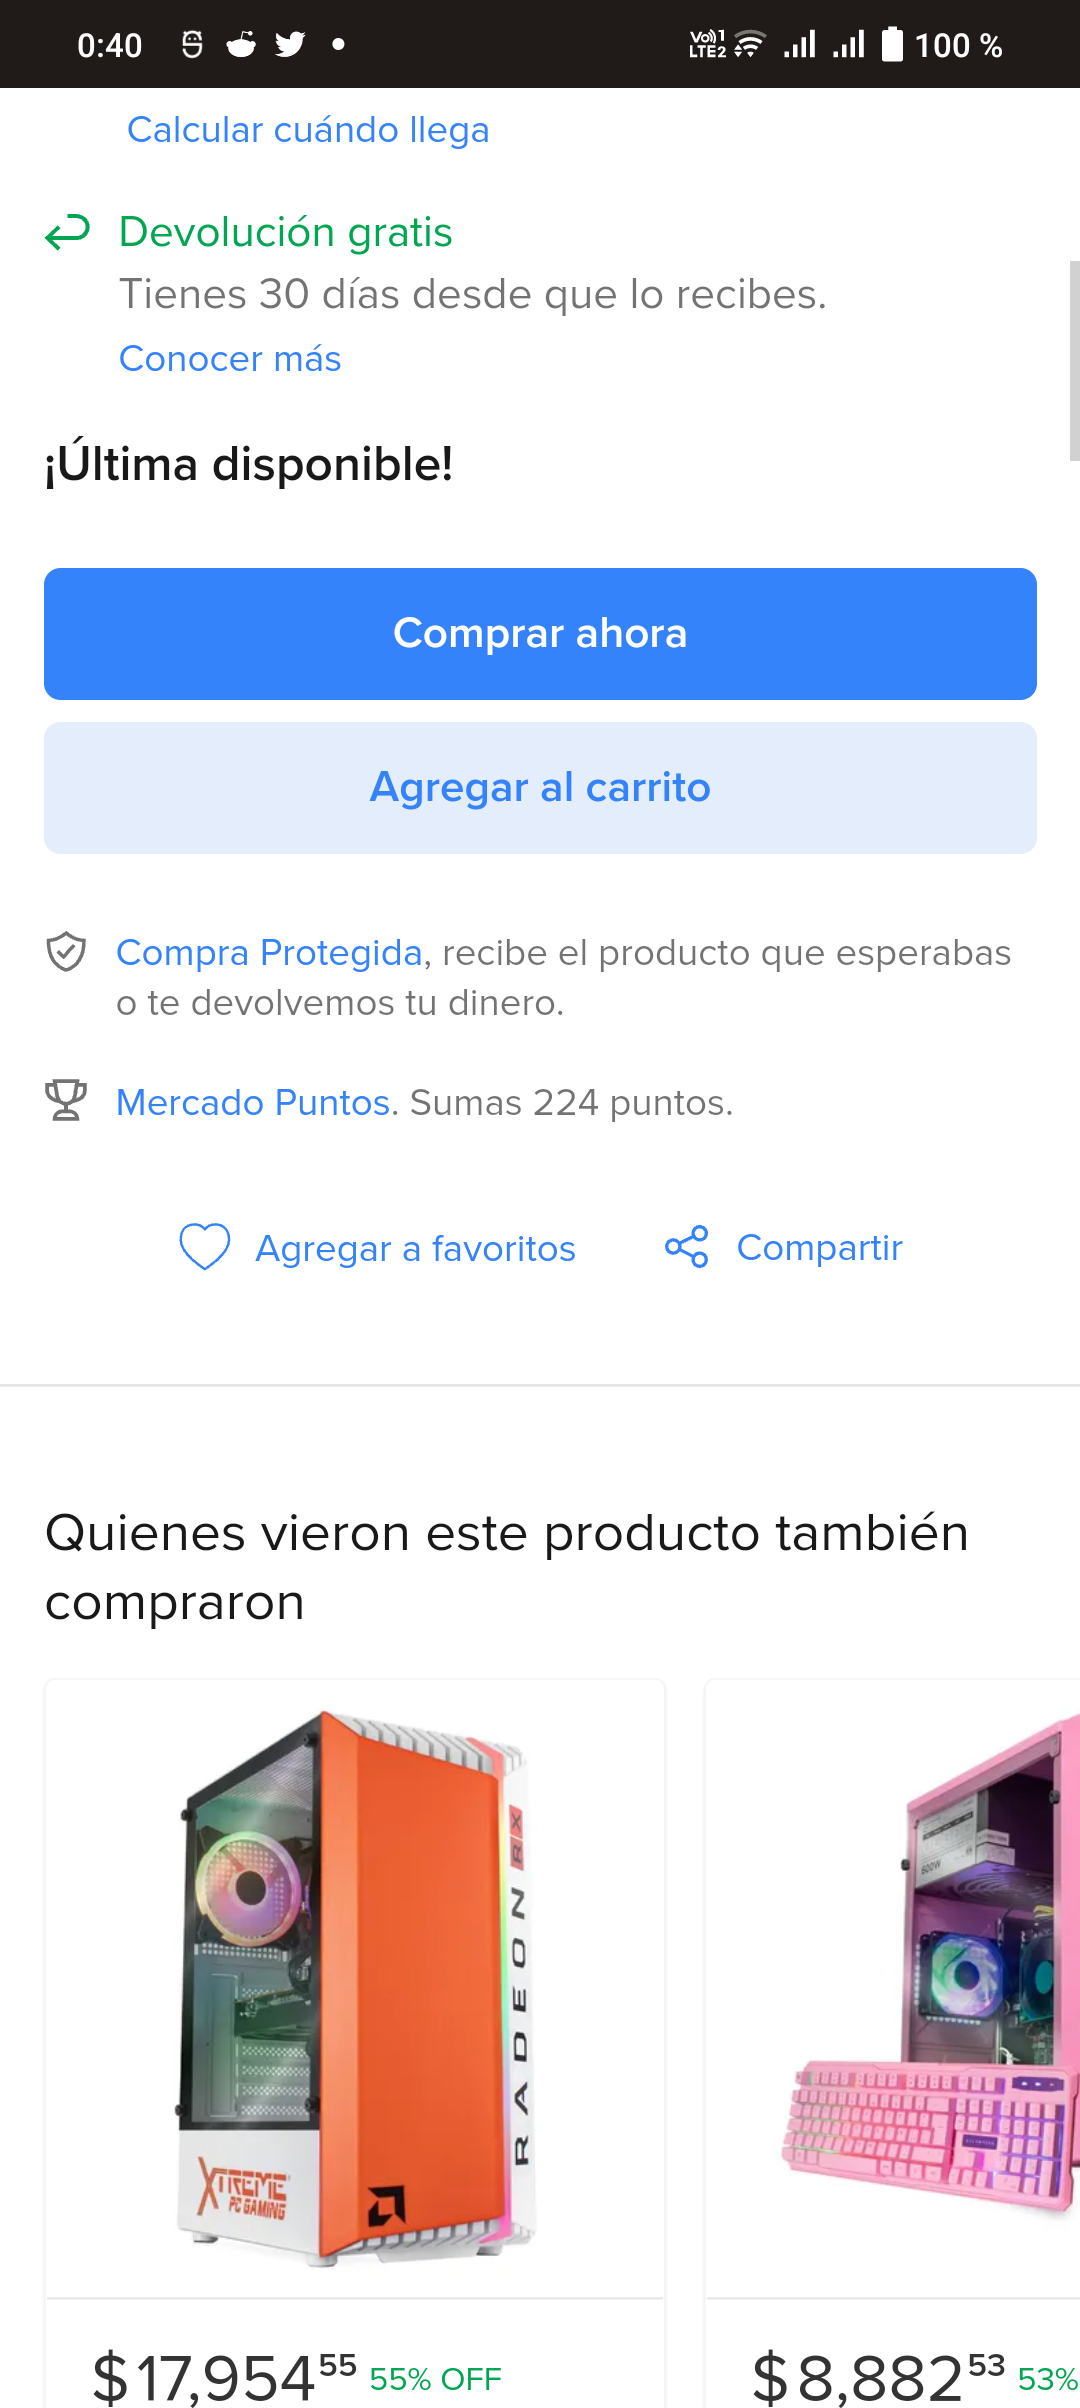 0:40
Vo)) 1
LTE2
100 %
Calcular cuándo llega
Devolución gratis
Tienes 30 días desde que lo recibes.
Conocer más
¡Última disponible!
Comprar ahora
Agregar al carrito
Compra Protegida, recibe el producto que esperabas
o te devolvemos tu dinero.
Mercado Puntos. Sumas 224 puntos.
Agregar a favoritos
Compartir
Quienes vieron este producto también
compraron
RADEON RX
XTREME
PC GAMING
600W
$17,954 55 55% OFF
$8,882 53 53%